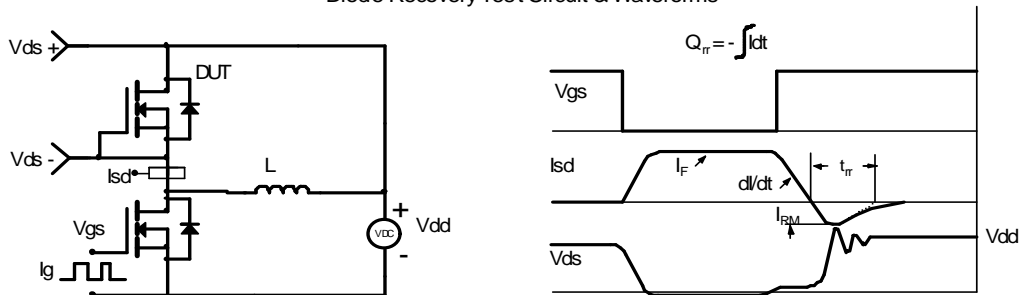 Diode Recovery Test Circuit & Waveforms
Vds +
DUT
Vds -
Isd
L
Vgs
Ig
+
VDC
-
Vdd
Qrr = - ∫Idt
Vgs
Isd
IF
dI/dt
trr
IRM
Vds
Vdd